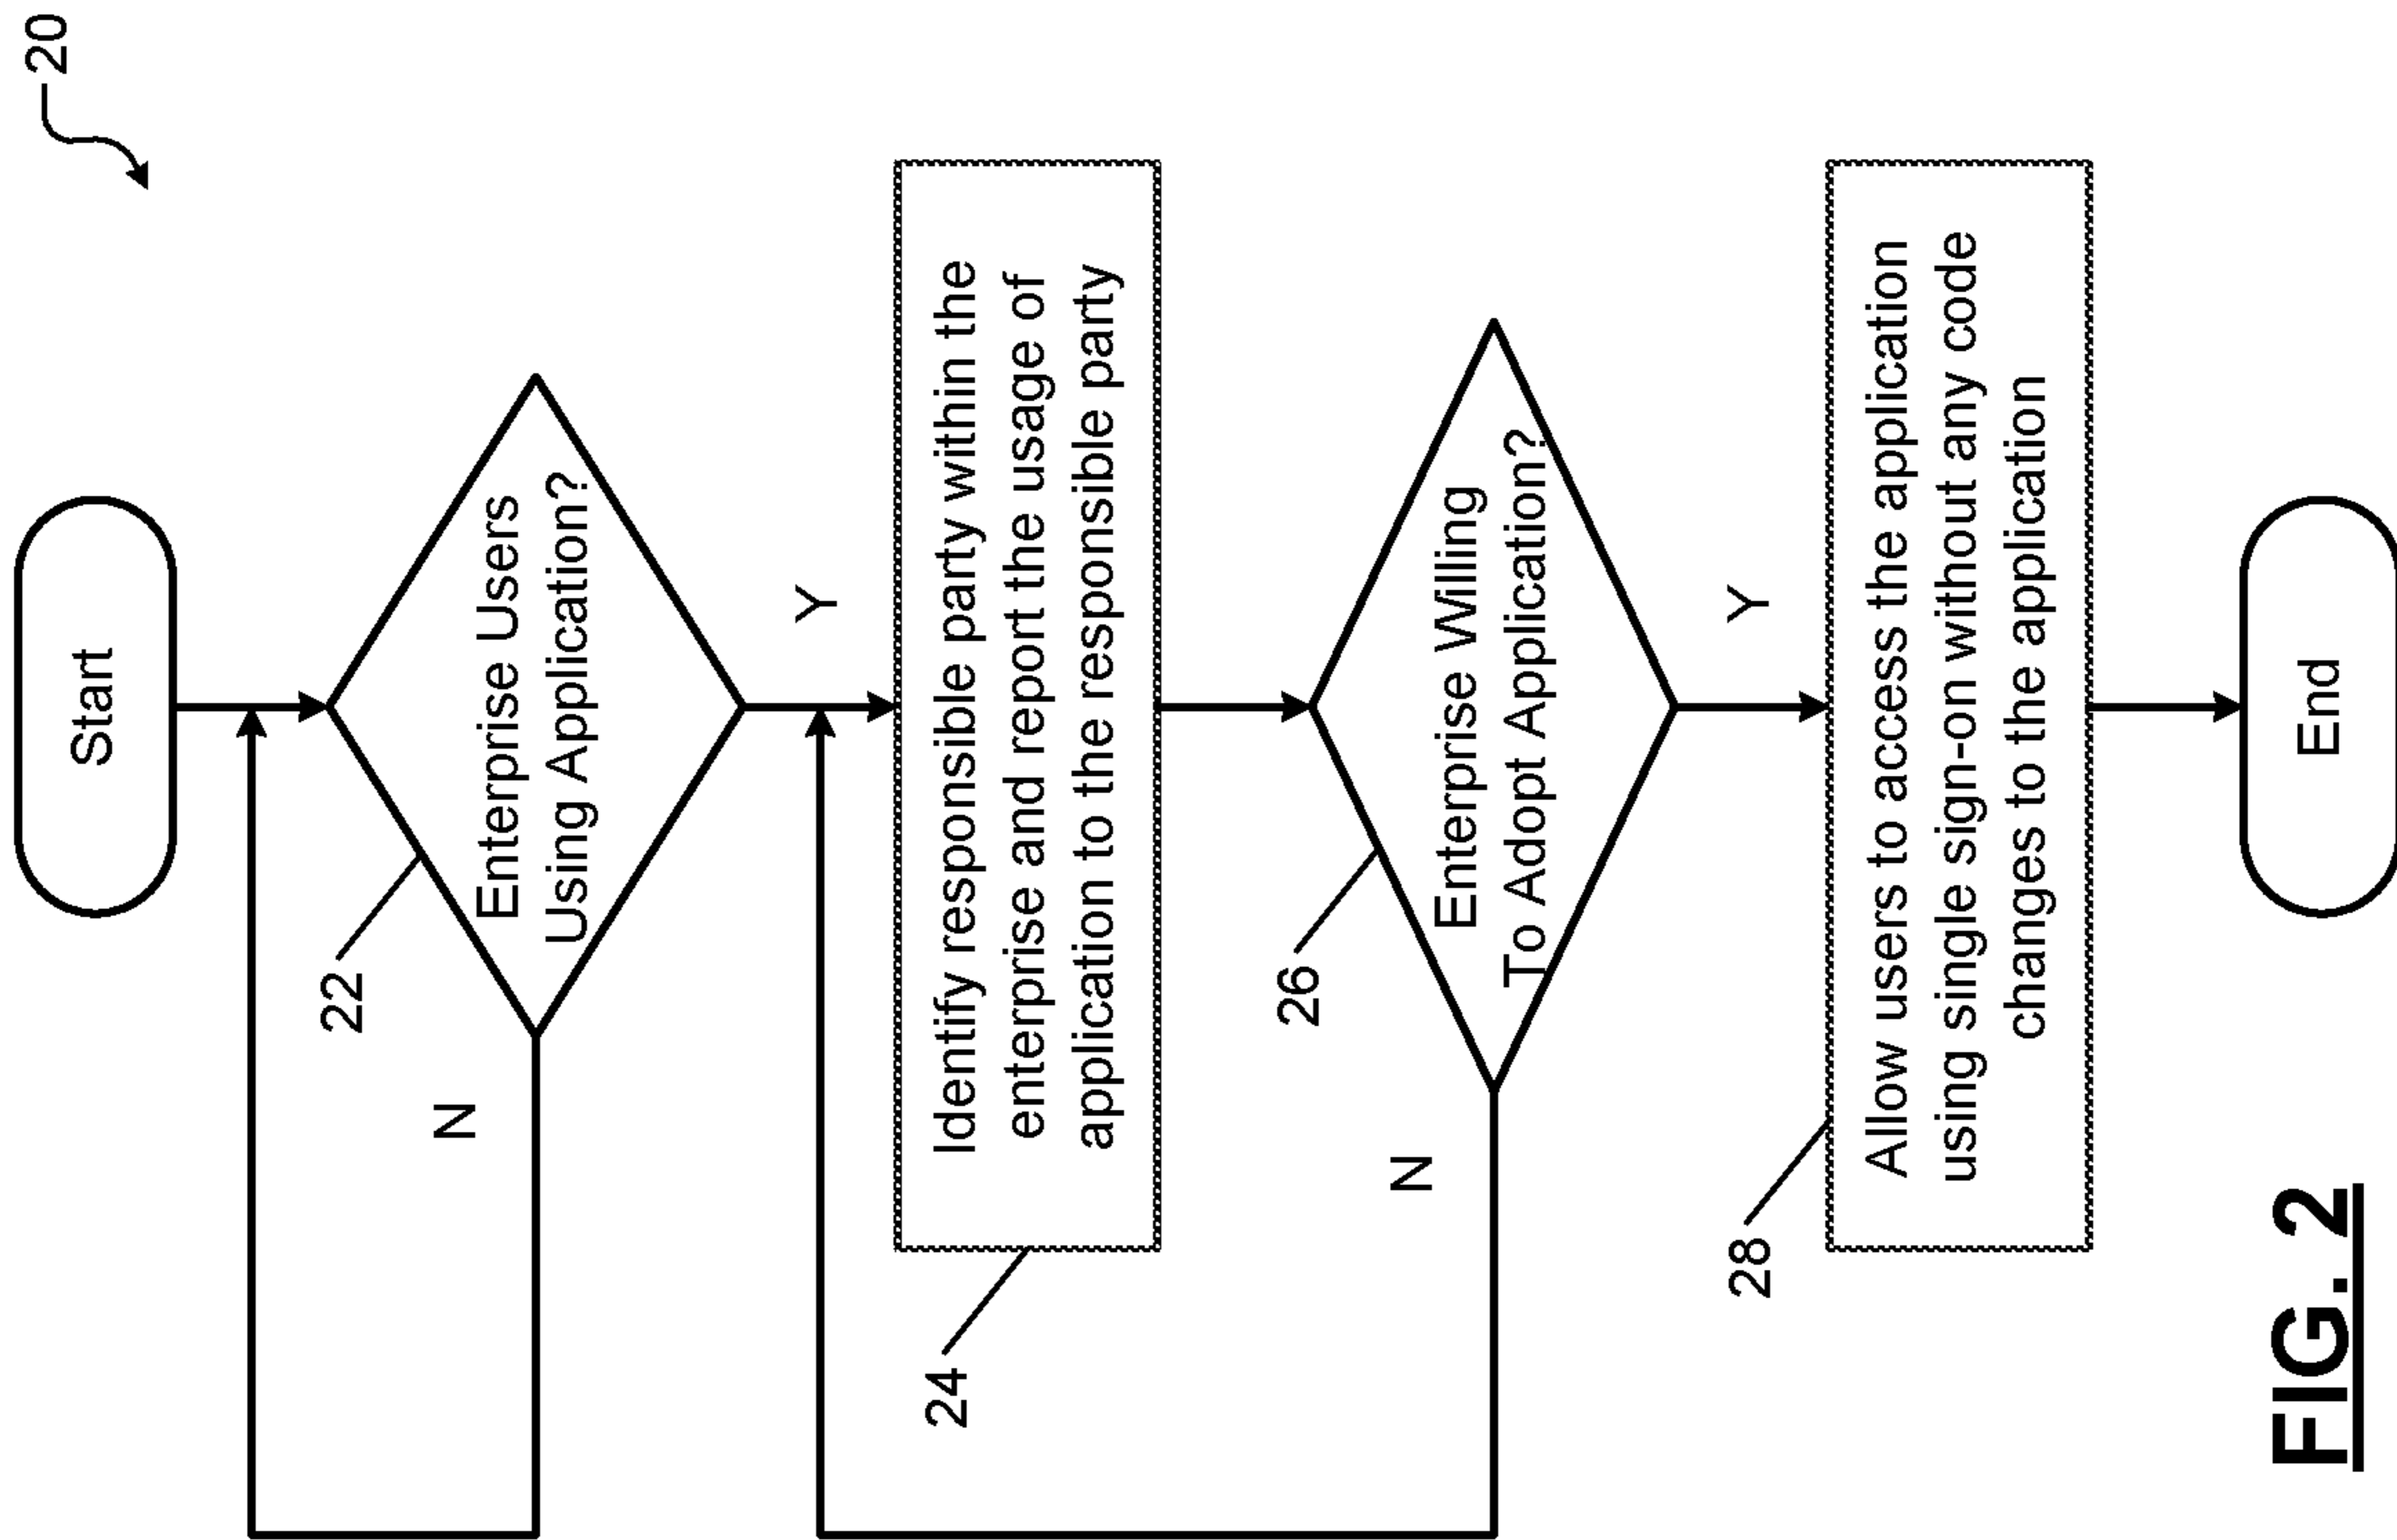 20
Start
22
Enterprise Users
Using Application?
N
Y
24
Identify responsible party within the
enterprise and report the usage of
application to the responsible party
26
Enterprise Willing
To Adopt Application?
N
Y
28
Allow users to access the application
using single sign-on without any code
changes to the application
End
FIG. 2